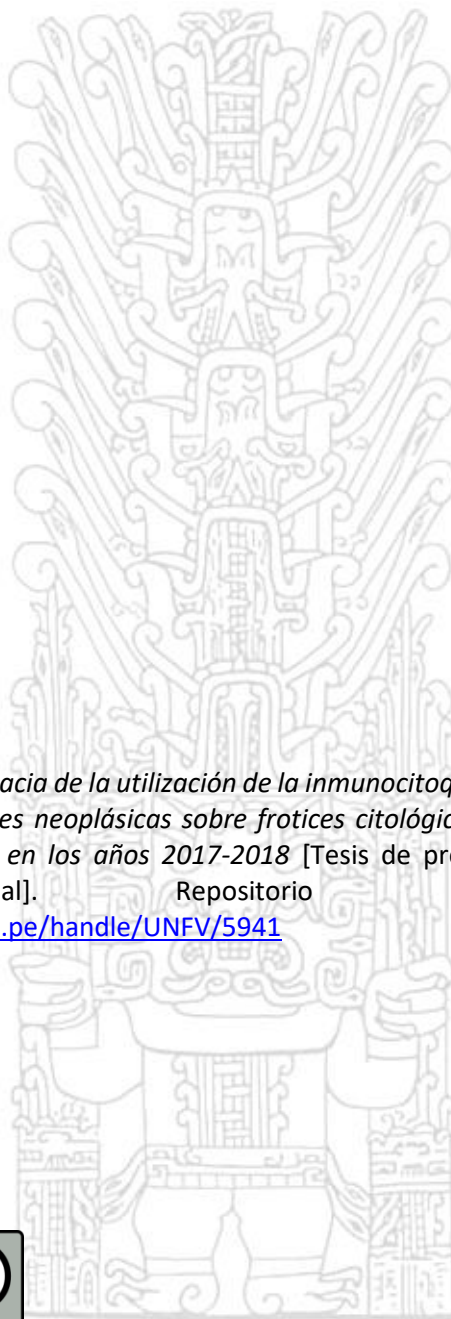 acia de la utilización de la inmunocitoq
es neoplásicas sobre frotices citológic
en los años 2017-2018 [Tesis de pre
al]. Repositorio
.pe/handle/UNFV/5941